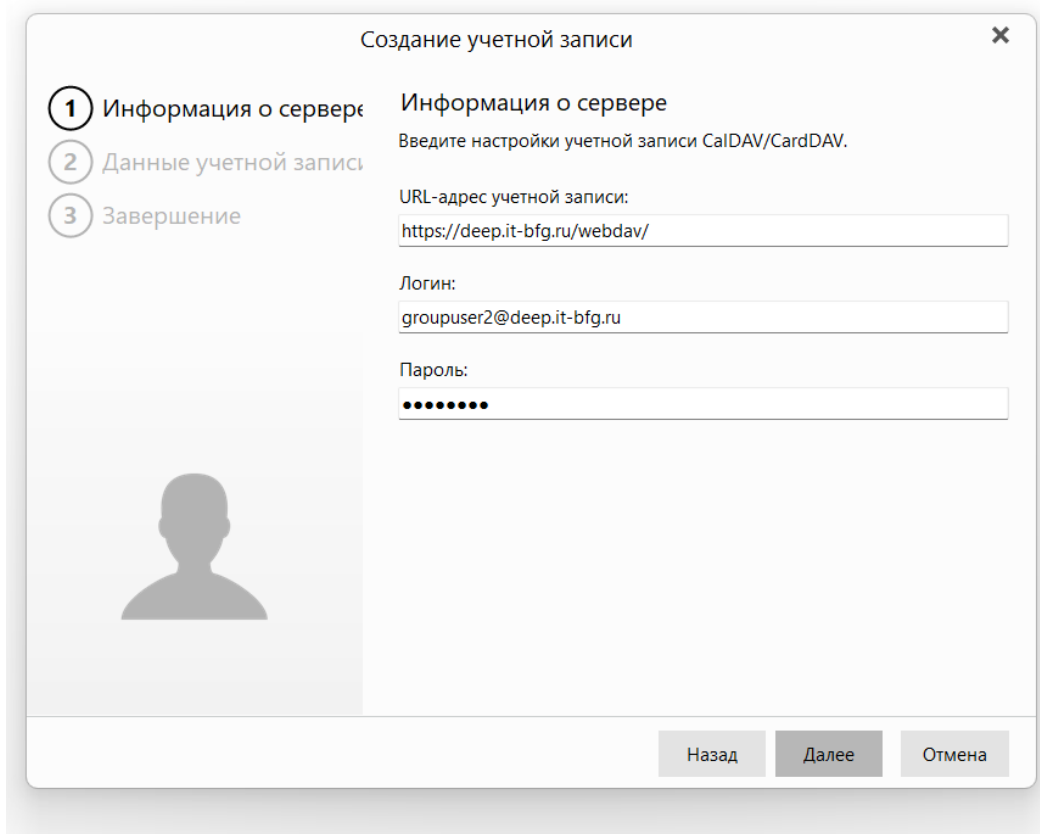 Создание учетной записи
1 Информация о сервере
2 Данные учетной записи
3 Завершение
Информация о сервере
Введите настройки учетной записи CalDAV/CardDAV.
URL-адрес учетной записи:
https://deep.it-bfg.ru/webdav/
Логин:
groupuser2@deep.it-bfg.ru
Пароль:
●●●●●●●●
Назад Далее Отмена